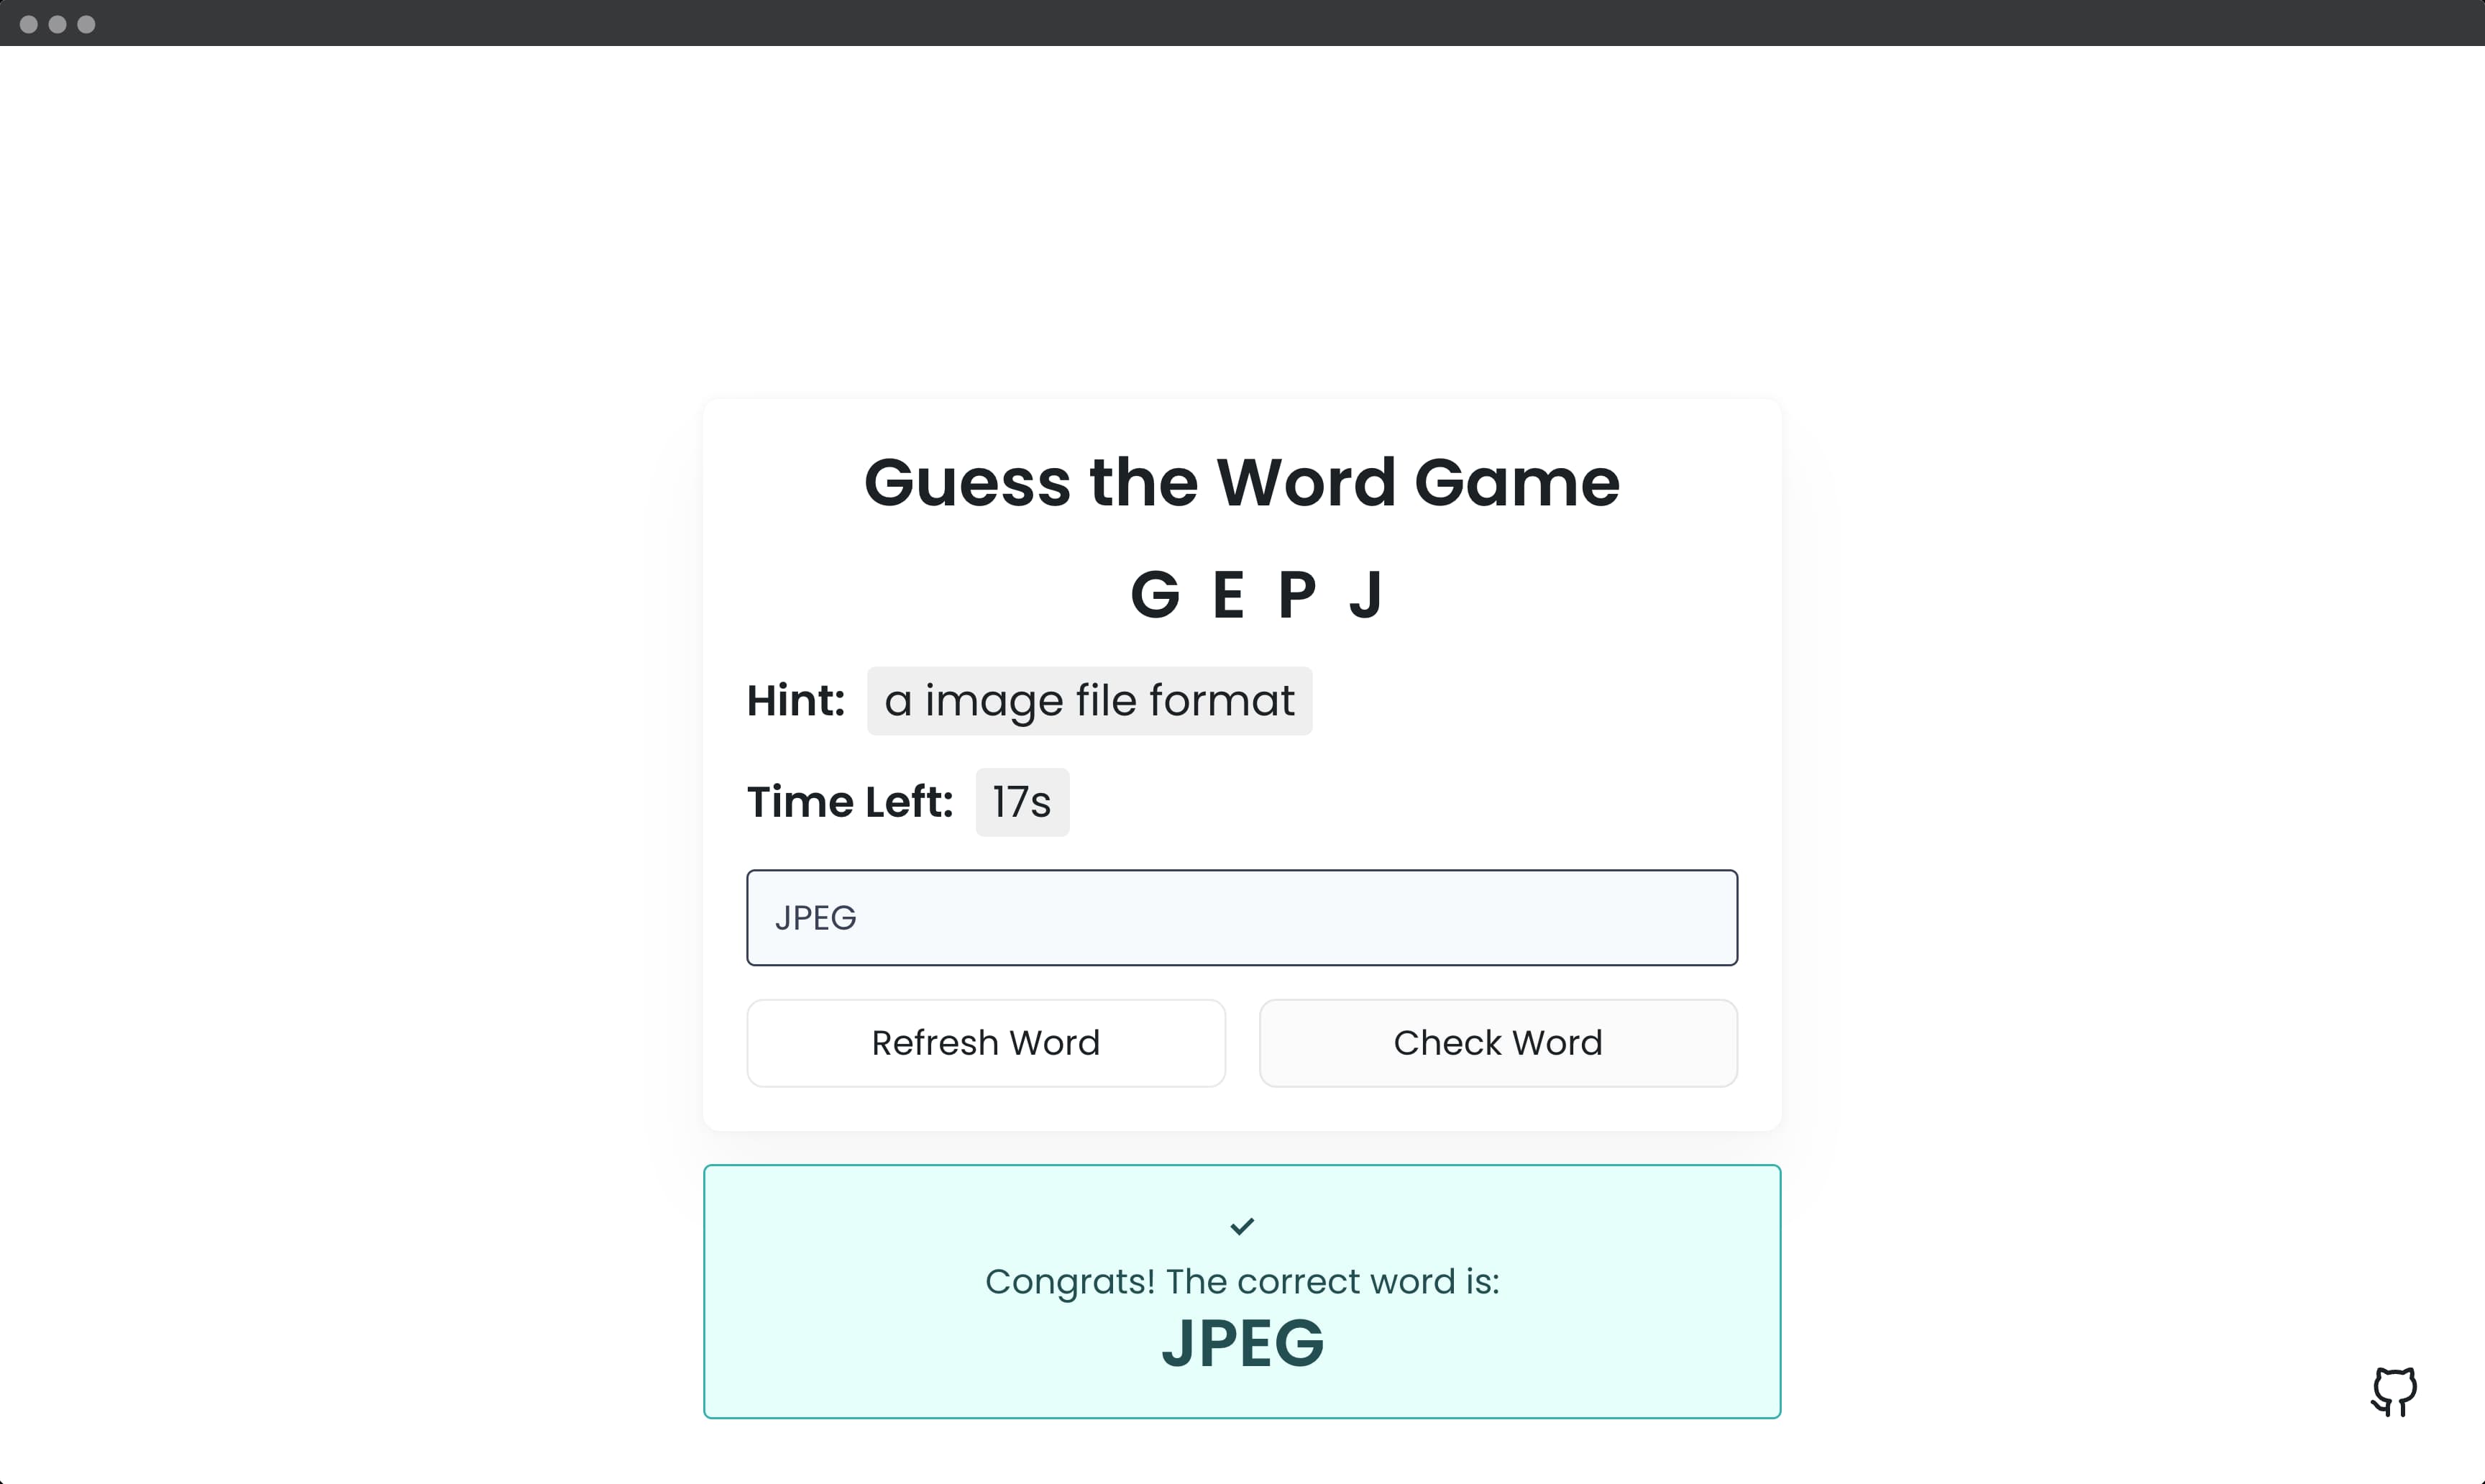 Guess the Word Game
G E P J
Hint: a image file format
Time Left: 17s
JPEG
Refresh Word Check Word
Congrats! The correct word is:
JPEG